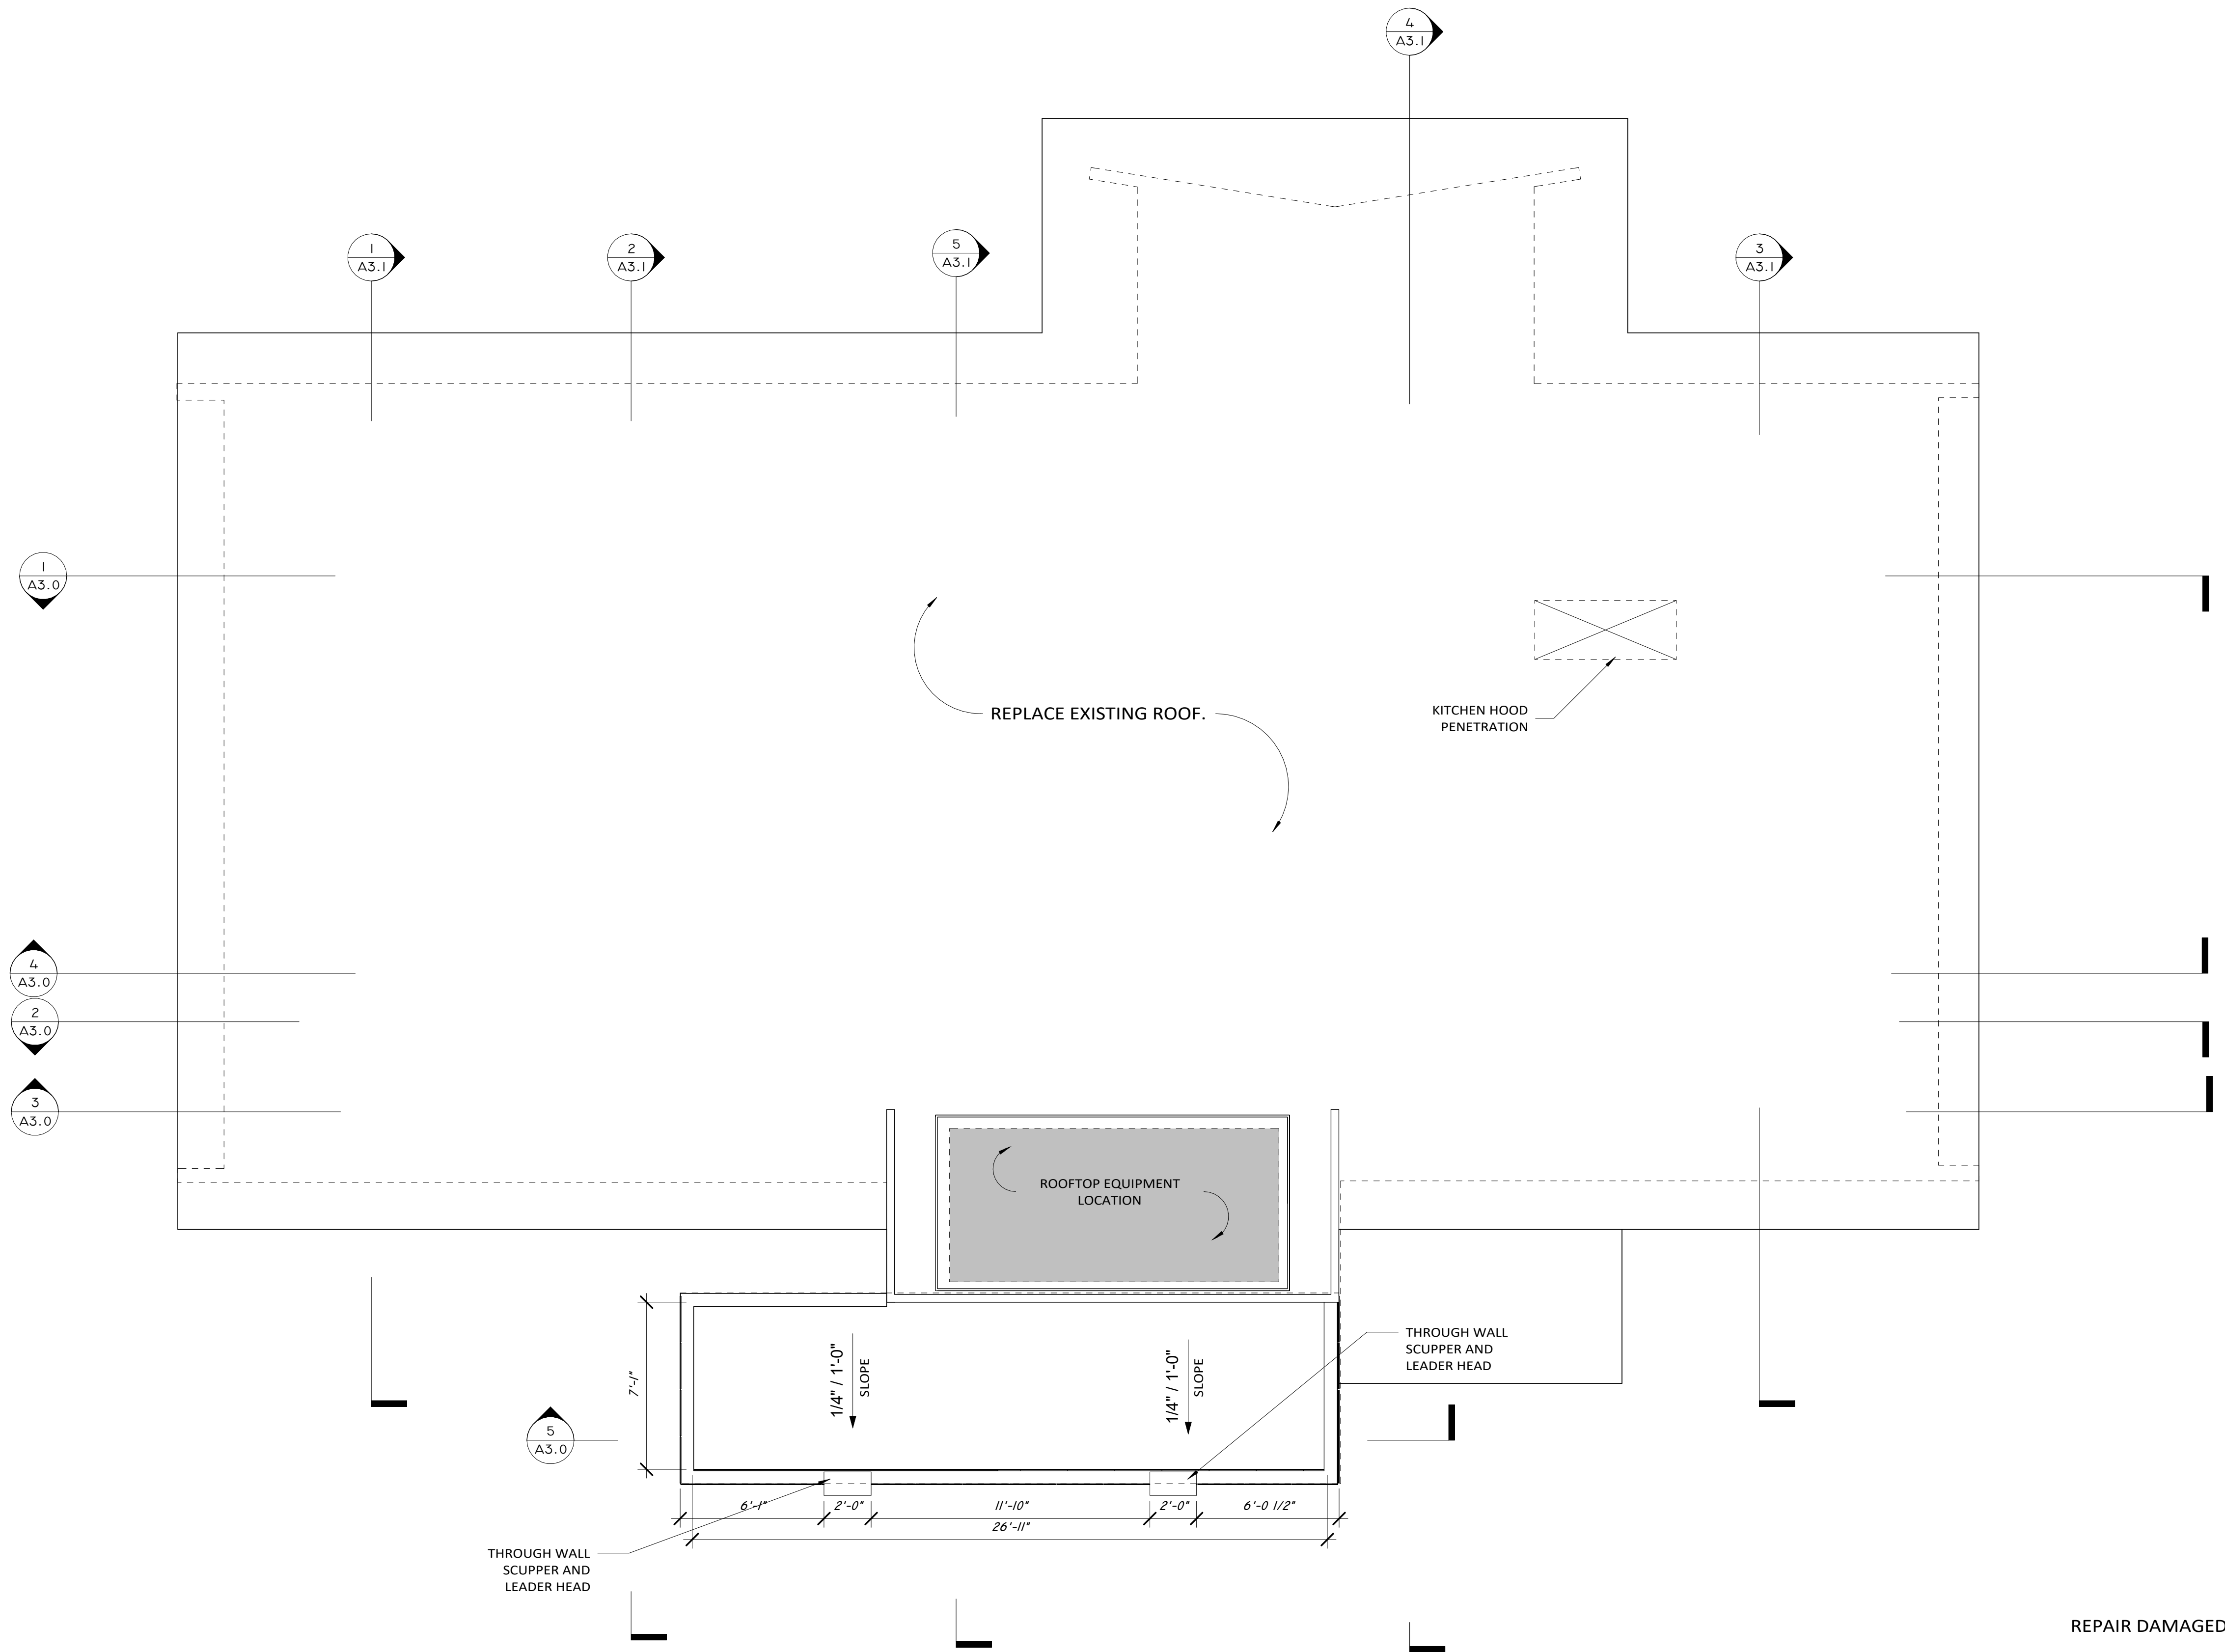 4
A3.1
1
A3.1
2
A3.1
5
A3.1
3
A3.1
1
A3.0
REPLACE EXISTING ROOF.
KITCHEN HOOD
PENETRATION
4
A3.0
2
A3.0
3
A3.0
ROOFTOP EQUIPMENT
LOCATION
7'-1"
1/4" / 1'-0"
SLOPE
1/4" / 1'-0"
SLOPE
THROUGH WALL
SCUPPER AND
LEADER HEAD
5
A3.0
6'-1"
2'-0"
11'-10"
2'-0"
6'-0 1/2"
26'-11"
THROUGH WALL
SCUPPER AND
LEADER HEAD
REPAIR DAMAGED